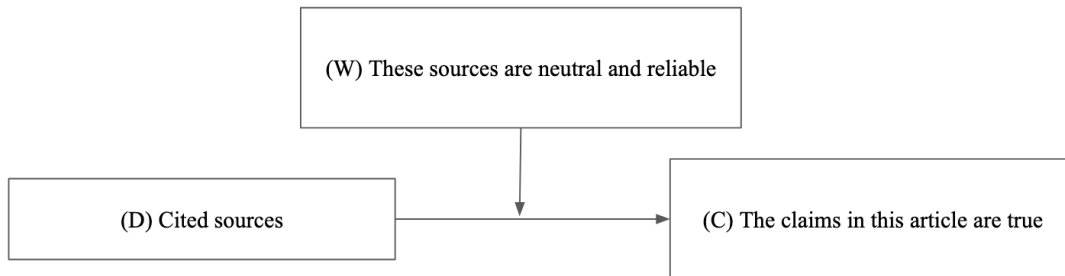 (W) These sources are neutral and reliable
(D) Cited sources
(C) The claims in this article are true